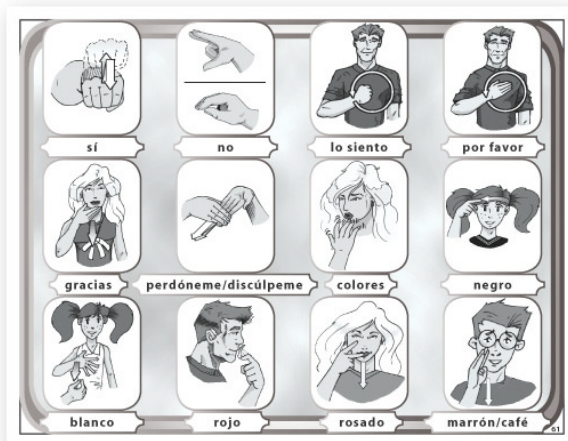 sí
no
lo siento
por favor
gracias
perdóneme/discúlpeme
colores
negro
blanco
rojo
rosado
marrón/café
61